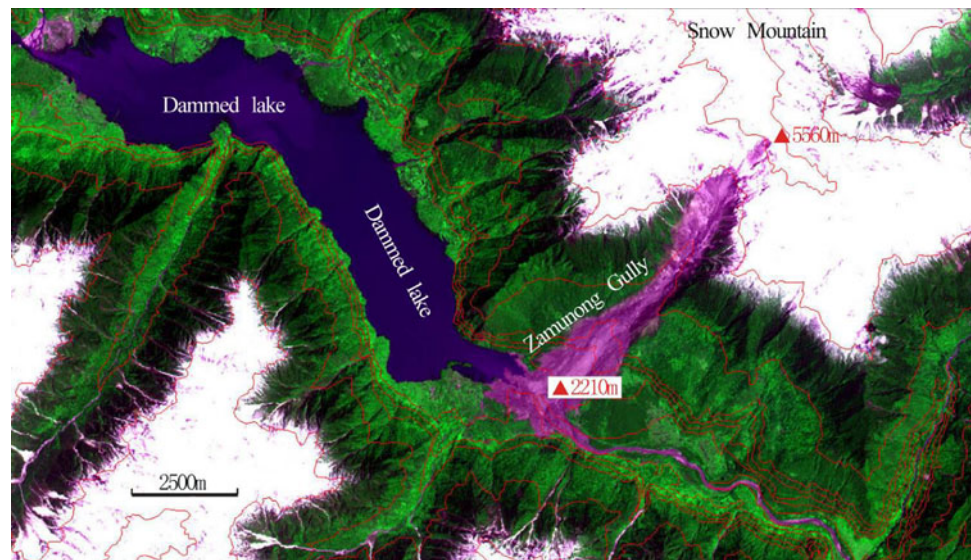 Snow Mountain
Dammed lake
5560m
Dammed lake
Zamunong Gully
2210m
2500m